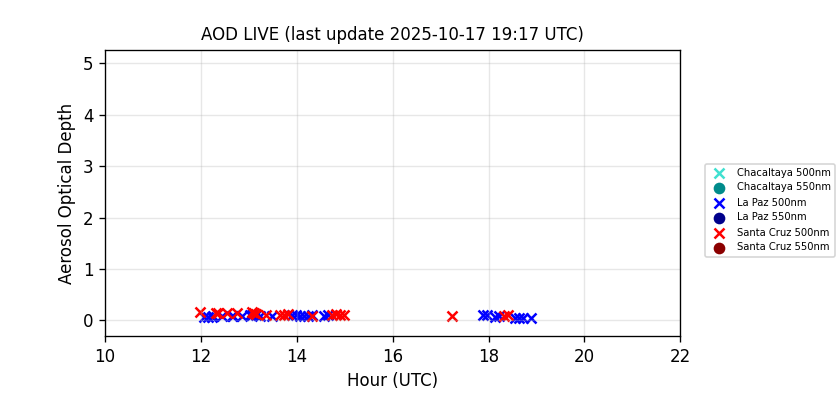 AOD LIVE (last update 2025-10-17 19:17 UTC)
Aerosol Optical Depth
5
4
3
2
1
0
10 12 14 16 18 20 22
Hour (UTC)
Chacaltaya 500nm
Chacaltaya 550nm
La Paz 500nm
La Paz 550nm
Santa Cruz 500nm
Santa Cruz 550nm